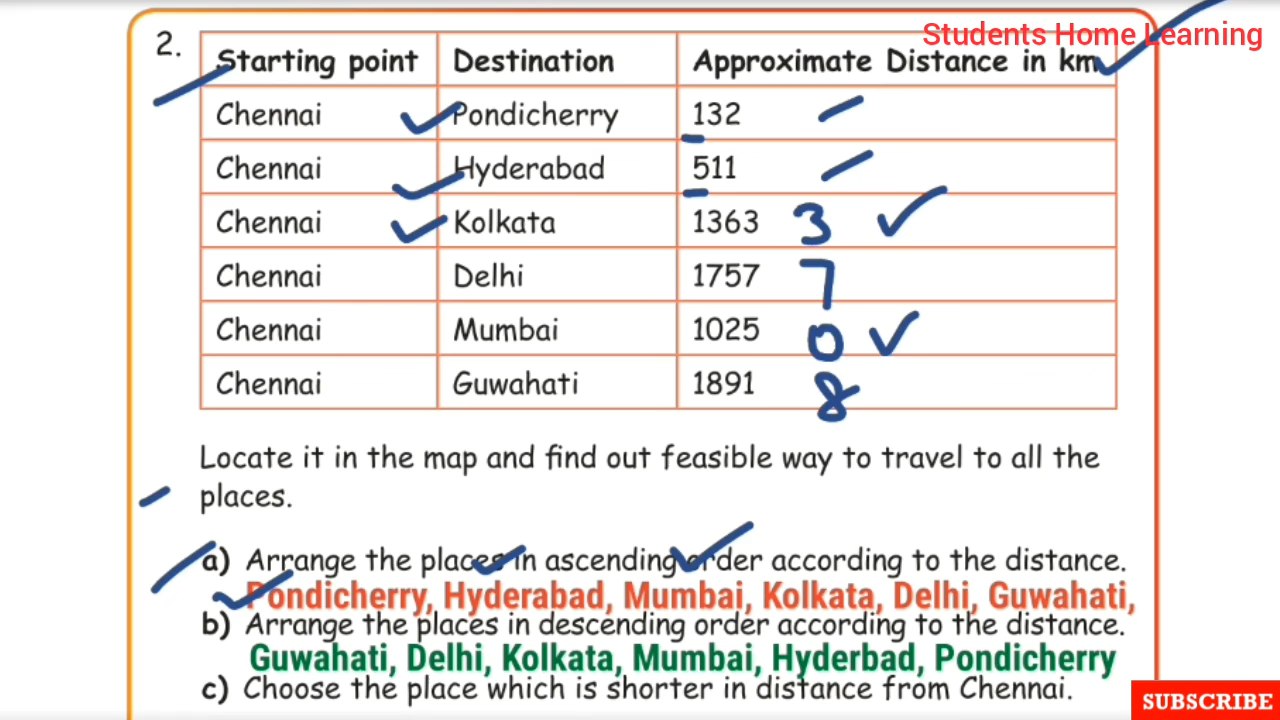 Students Home Learning
2.
Starting point Destination Approximate Distance in km
Chennai Pondicherry 132
Chennai Hyderabad 511
Chennai Kolkata 1363 3
Chennai Delhi 1757 7
Chennai Mumbai 1025 0
Chennai Guwahati 1891 8
Locate it in the map and find out feasible way to travel to all the
places.
a) Arrange the places in ascending order according to the distance.
Pondicherry, Hyderabad, Mumbai, Kolkata, Delhi, Guwahati,
b) Arrange the places in descending order according to the distance.
Guwahati, Delhi, Kolkata, Mumbai, Hyderbad, Pondicherry
c) Choose the place which is shorter in distance from Chennai.
SUBSCRIBE